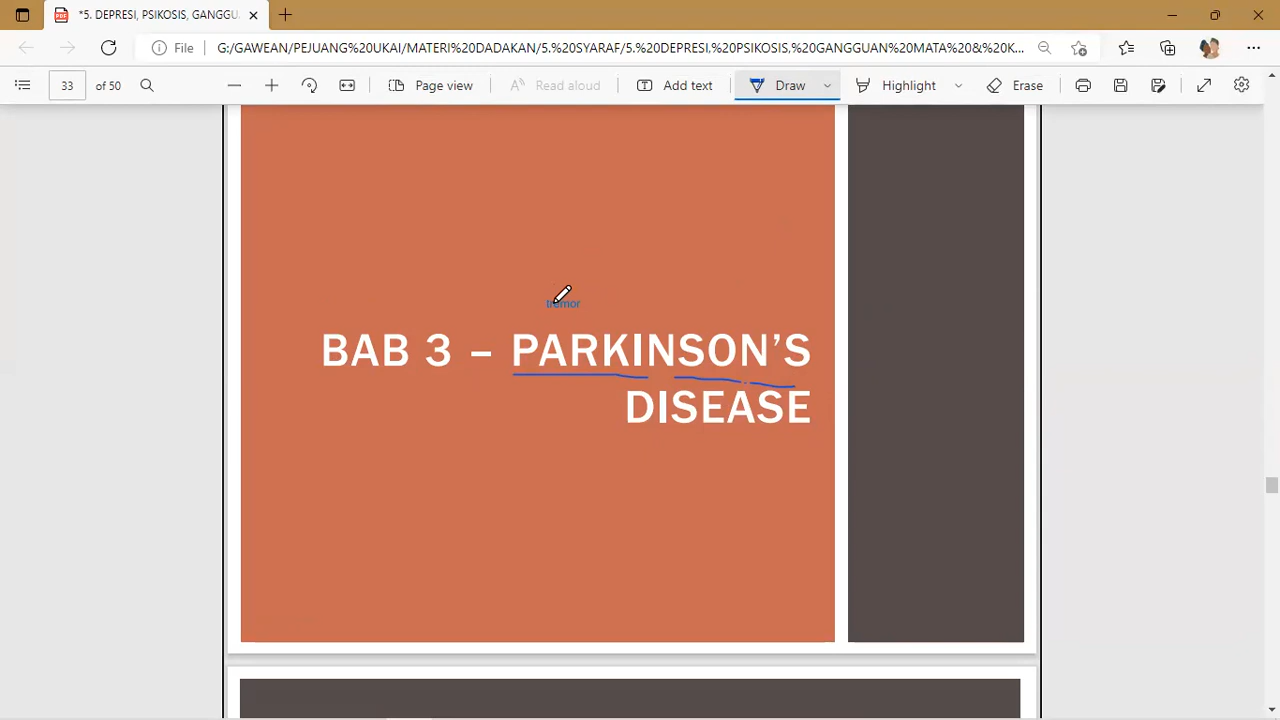 *5. DEPRESI, PSIKOSIS, GANGGU
File
G:/GAWEAN/PEJUANG%20UKAI/MATERI%20DADAKAN/5.%20SYARAF/5.%20DEPRESI,%20PSIKOSIS,%20GANGGUAN%20MATA%20&%20K...
33 of 50
Page view
Read aloud
Add text
Draw
Highlight
Erase
tremor
BAB 3 – PARKINSON’S
DISEASE